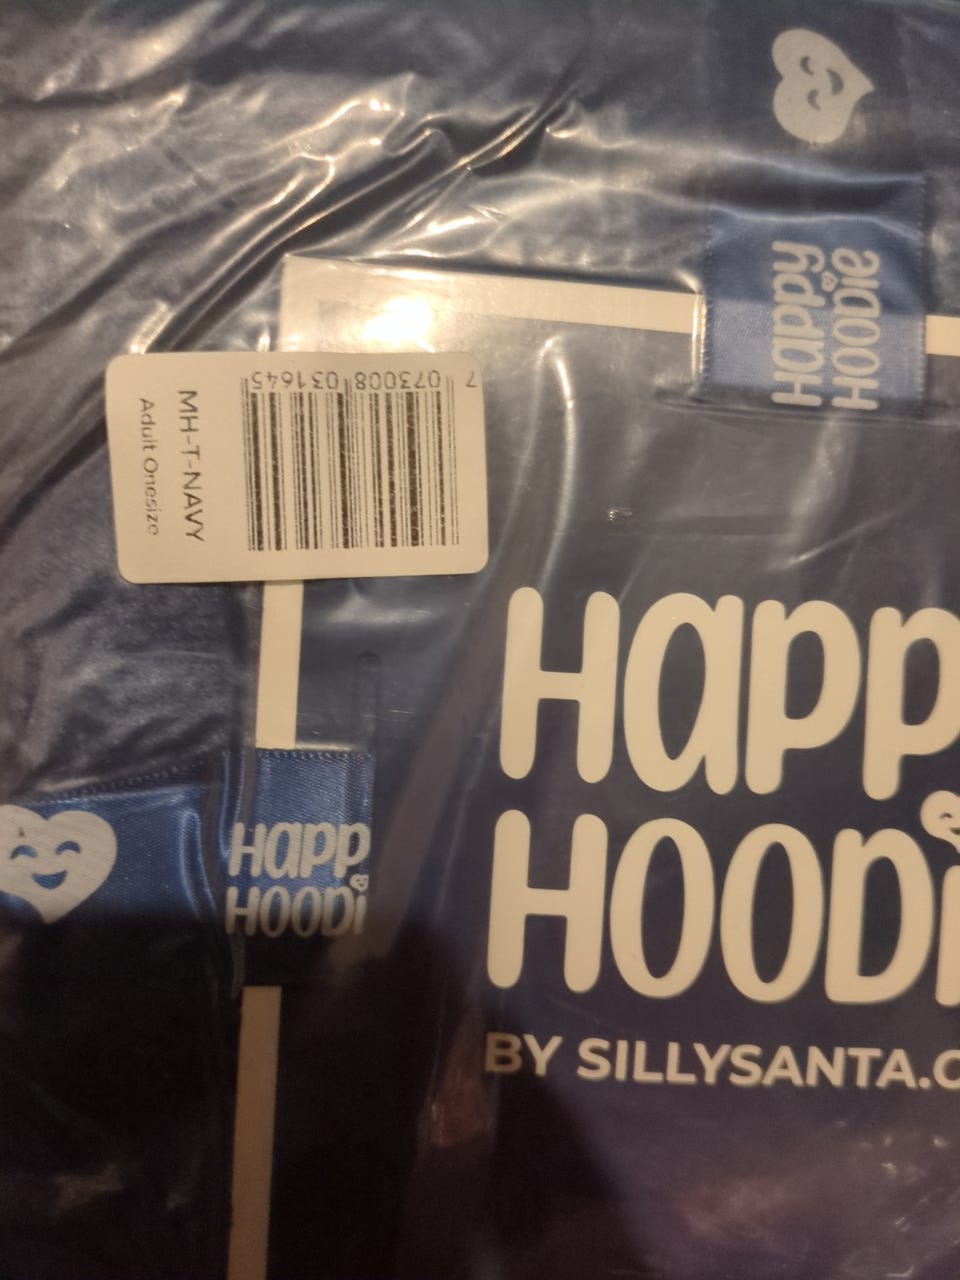 Happy
HOODIE
7 073008 031645
MH-T-NAVY
Adult Onesize
Happ
HOODi
BY SILLYSANTA.C
Happ
HOODi